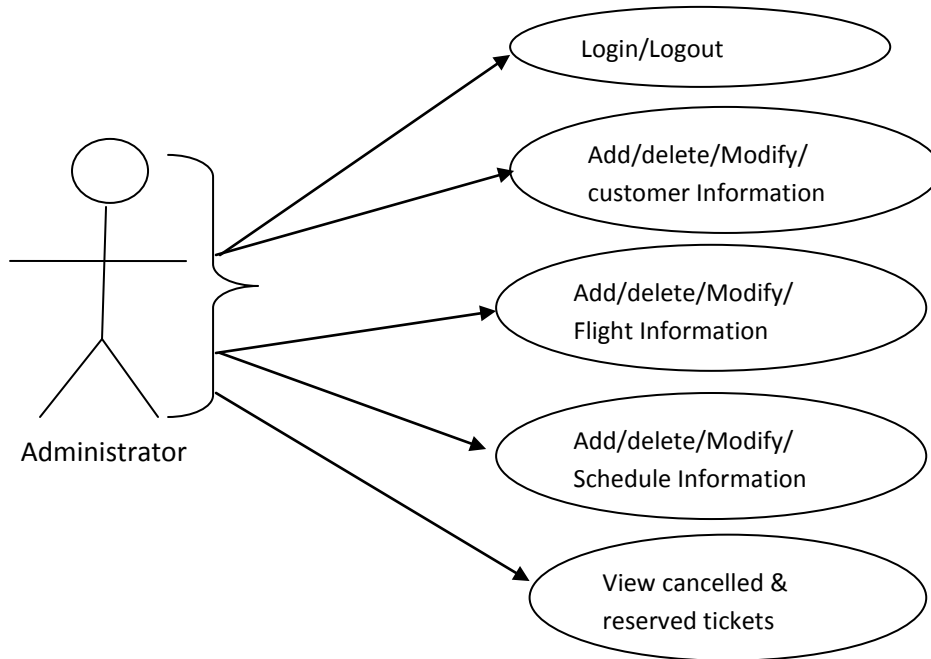 Login/Logout
Add/delete/Modify/
customer Information
Add/delete/Modify/
Flight Information
Administrator
Add/delete/Modify/
Schedule Information
View cancelled &
reserved tickets